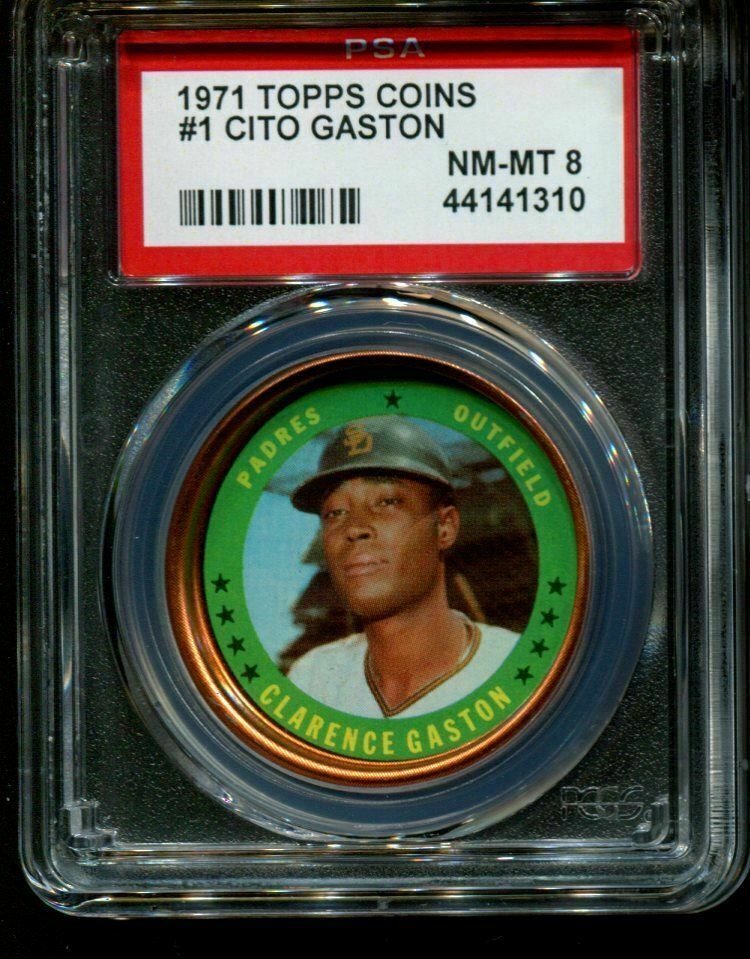 PSA
1971 TOPPS COINS
#1 CITO GASTON
NM-MT 8
44141310
PADRES ★ OUTFIELD
SD
CLARENCE GASTON
PCGS